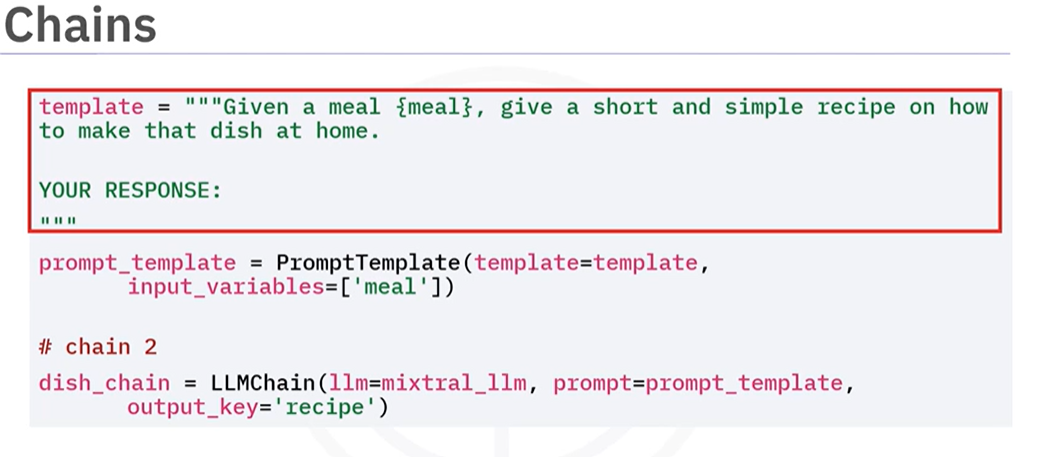 Chains
template = """Given a meal {meal}, give a short and simple recipe on how
to make that dish at home.
YOUR RESPONSE:
"""
prompt_template = PromptTemplate(template=template,
input_variables=['meal'])
# chain 2
dish_chain = LLMChain(llm=mixtral_llm, prompt=prompt_template,
output_key='recipe')